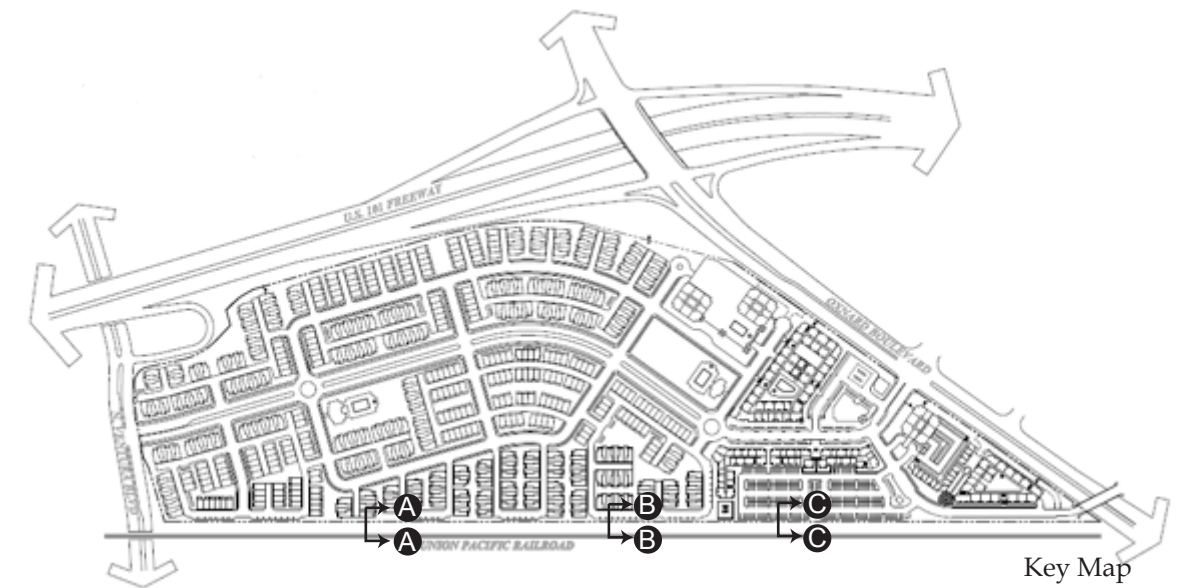 U.S. 101 FREEWAY
OXNARD BOULEVARD
A
B
C
A
B
C
UNION PACIFIC RAILROAD
Key Map